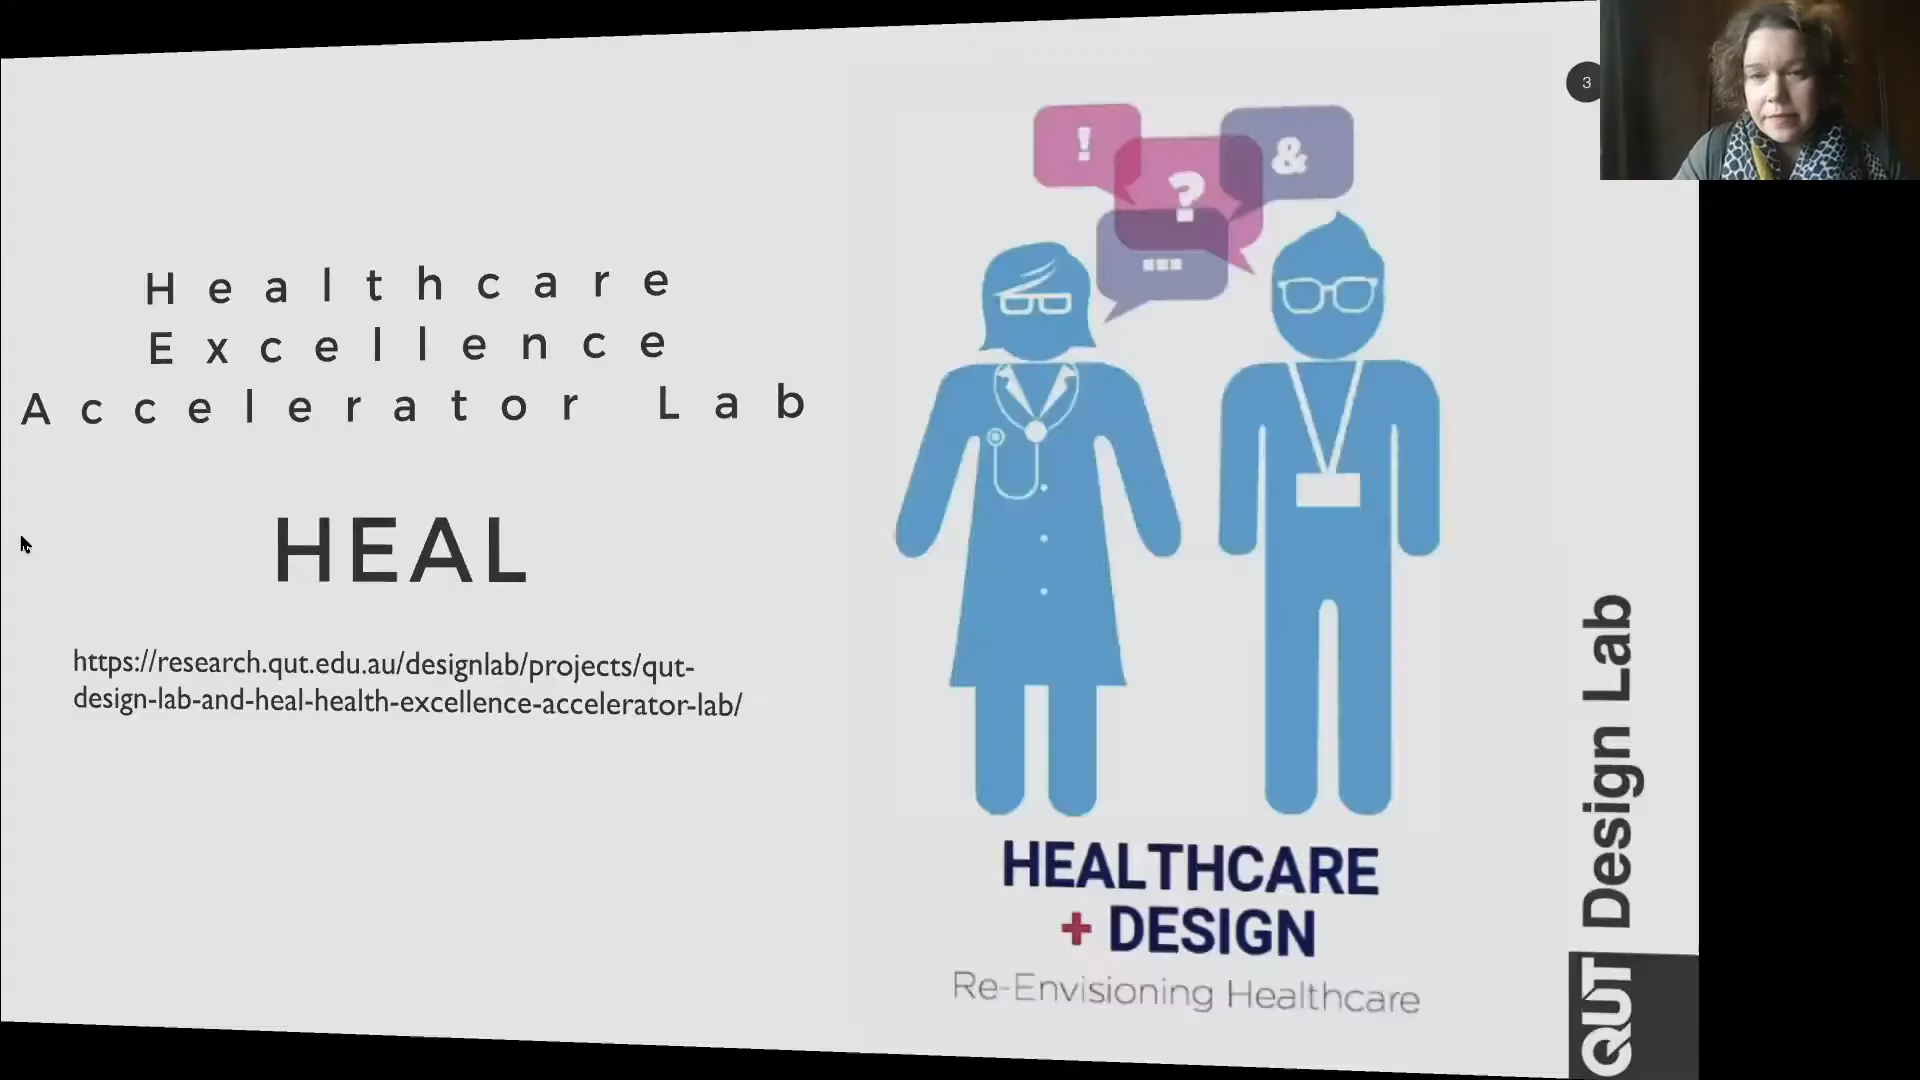 3
!
?
&
...
Healthcare
Excellence
Accelerator Lab
HEAL
https://research.qut.edu.au/designlab/projects/qut-
design-lab-and-heal-health-excellence-accelerator-lab/
HEALTHCARE
+ DESIGN
Re-Envisioning Healthcare
QUT Design Lab